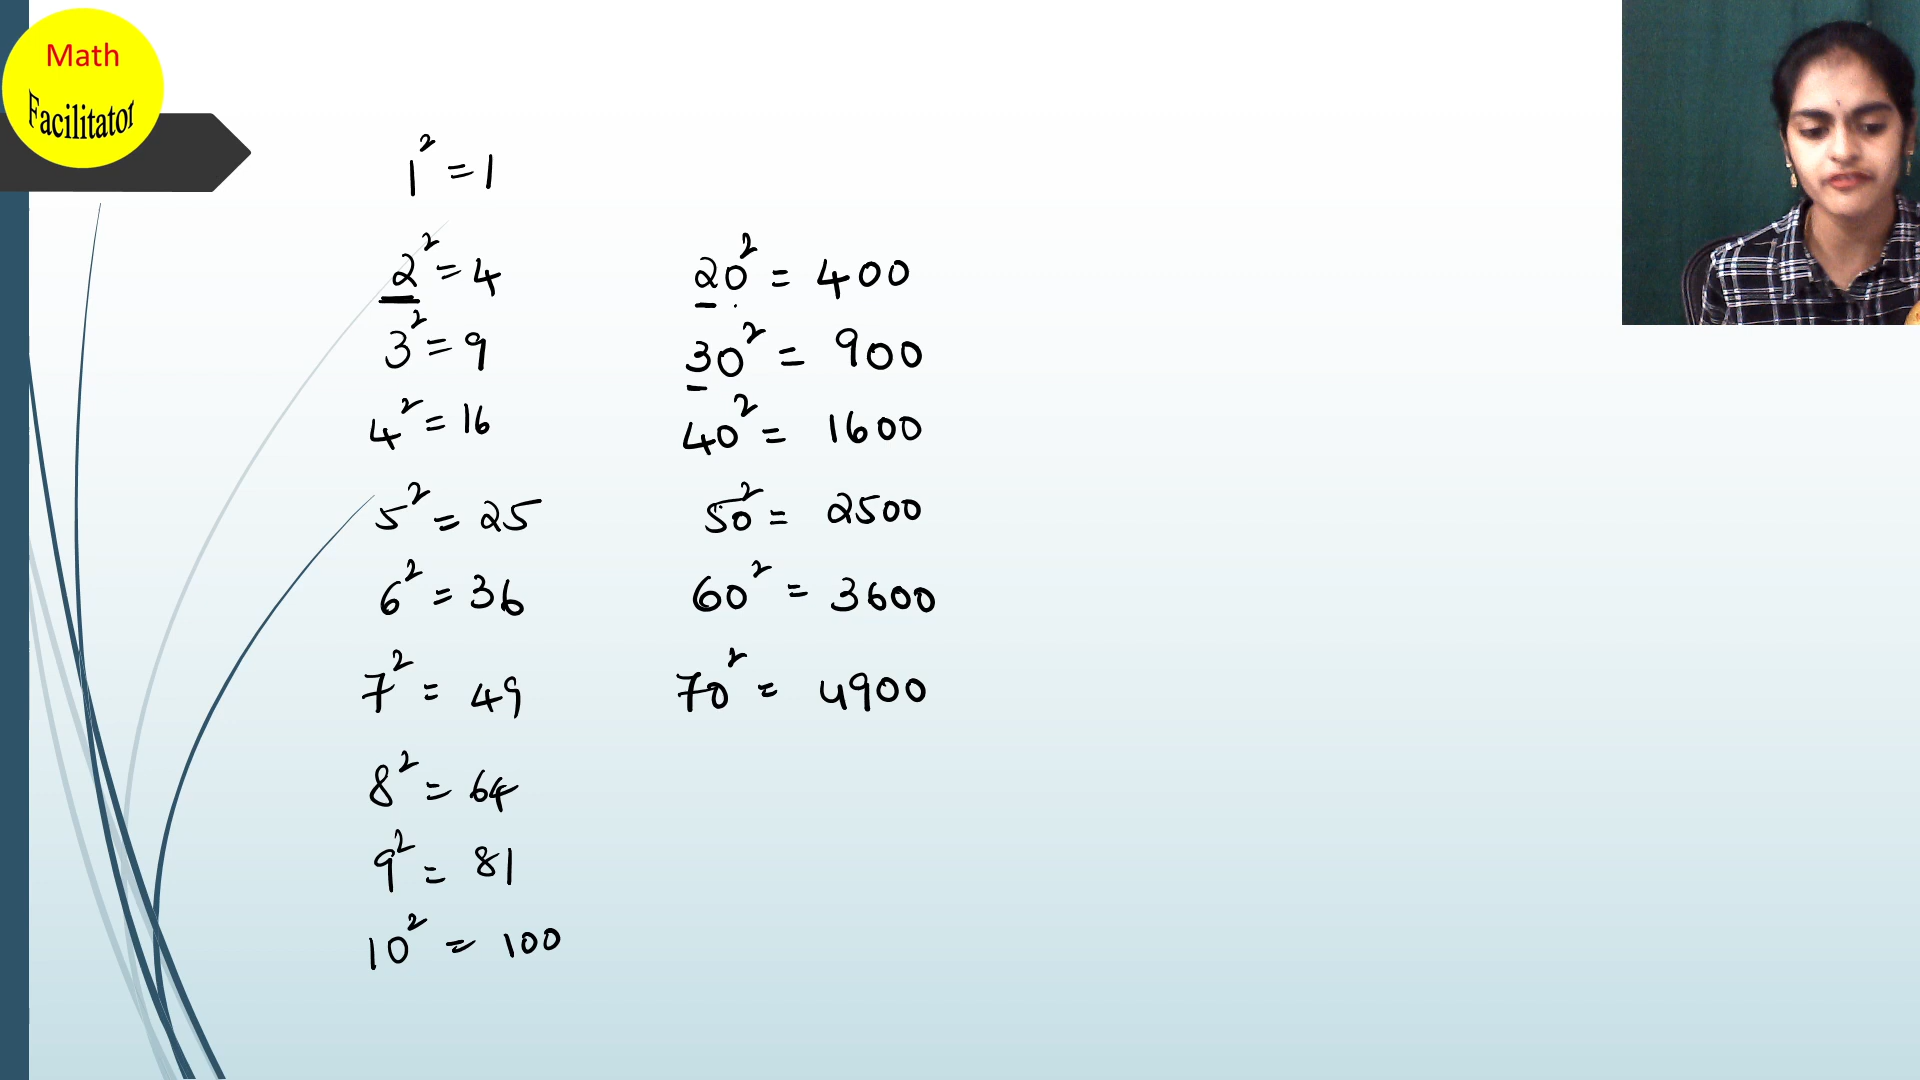 Math
Facilitator
1² = 1
2² = 4
3² = 9
4² = 16
5² = 25
6² = 36
7² = 49
8² = 64
9² = 81
10² = 100
20² = 400
30² = 900
40² = 1600
50² = 2500
60² = 3600
70² = 4900